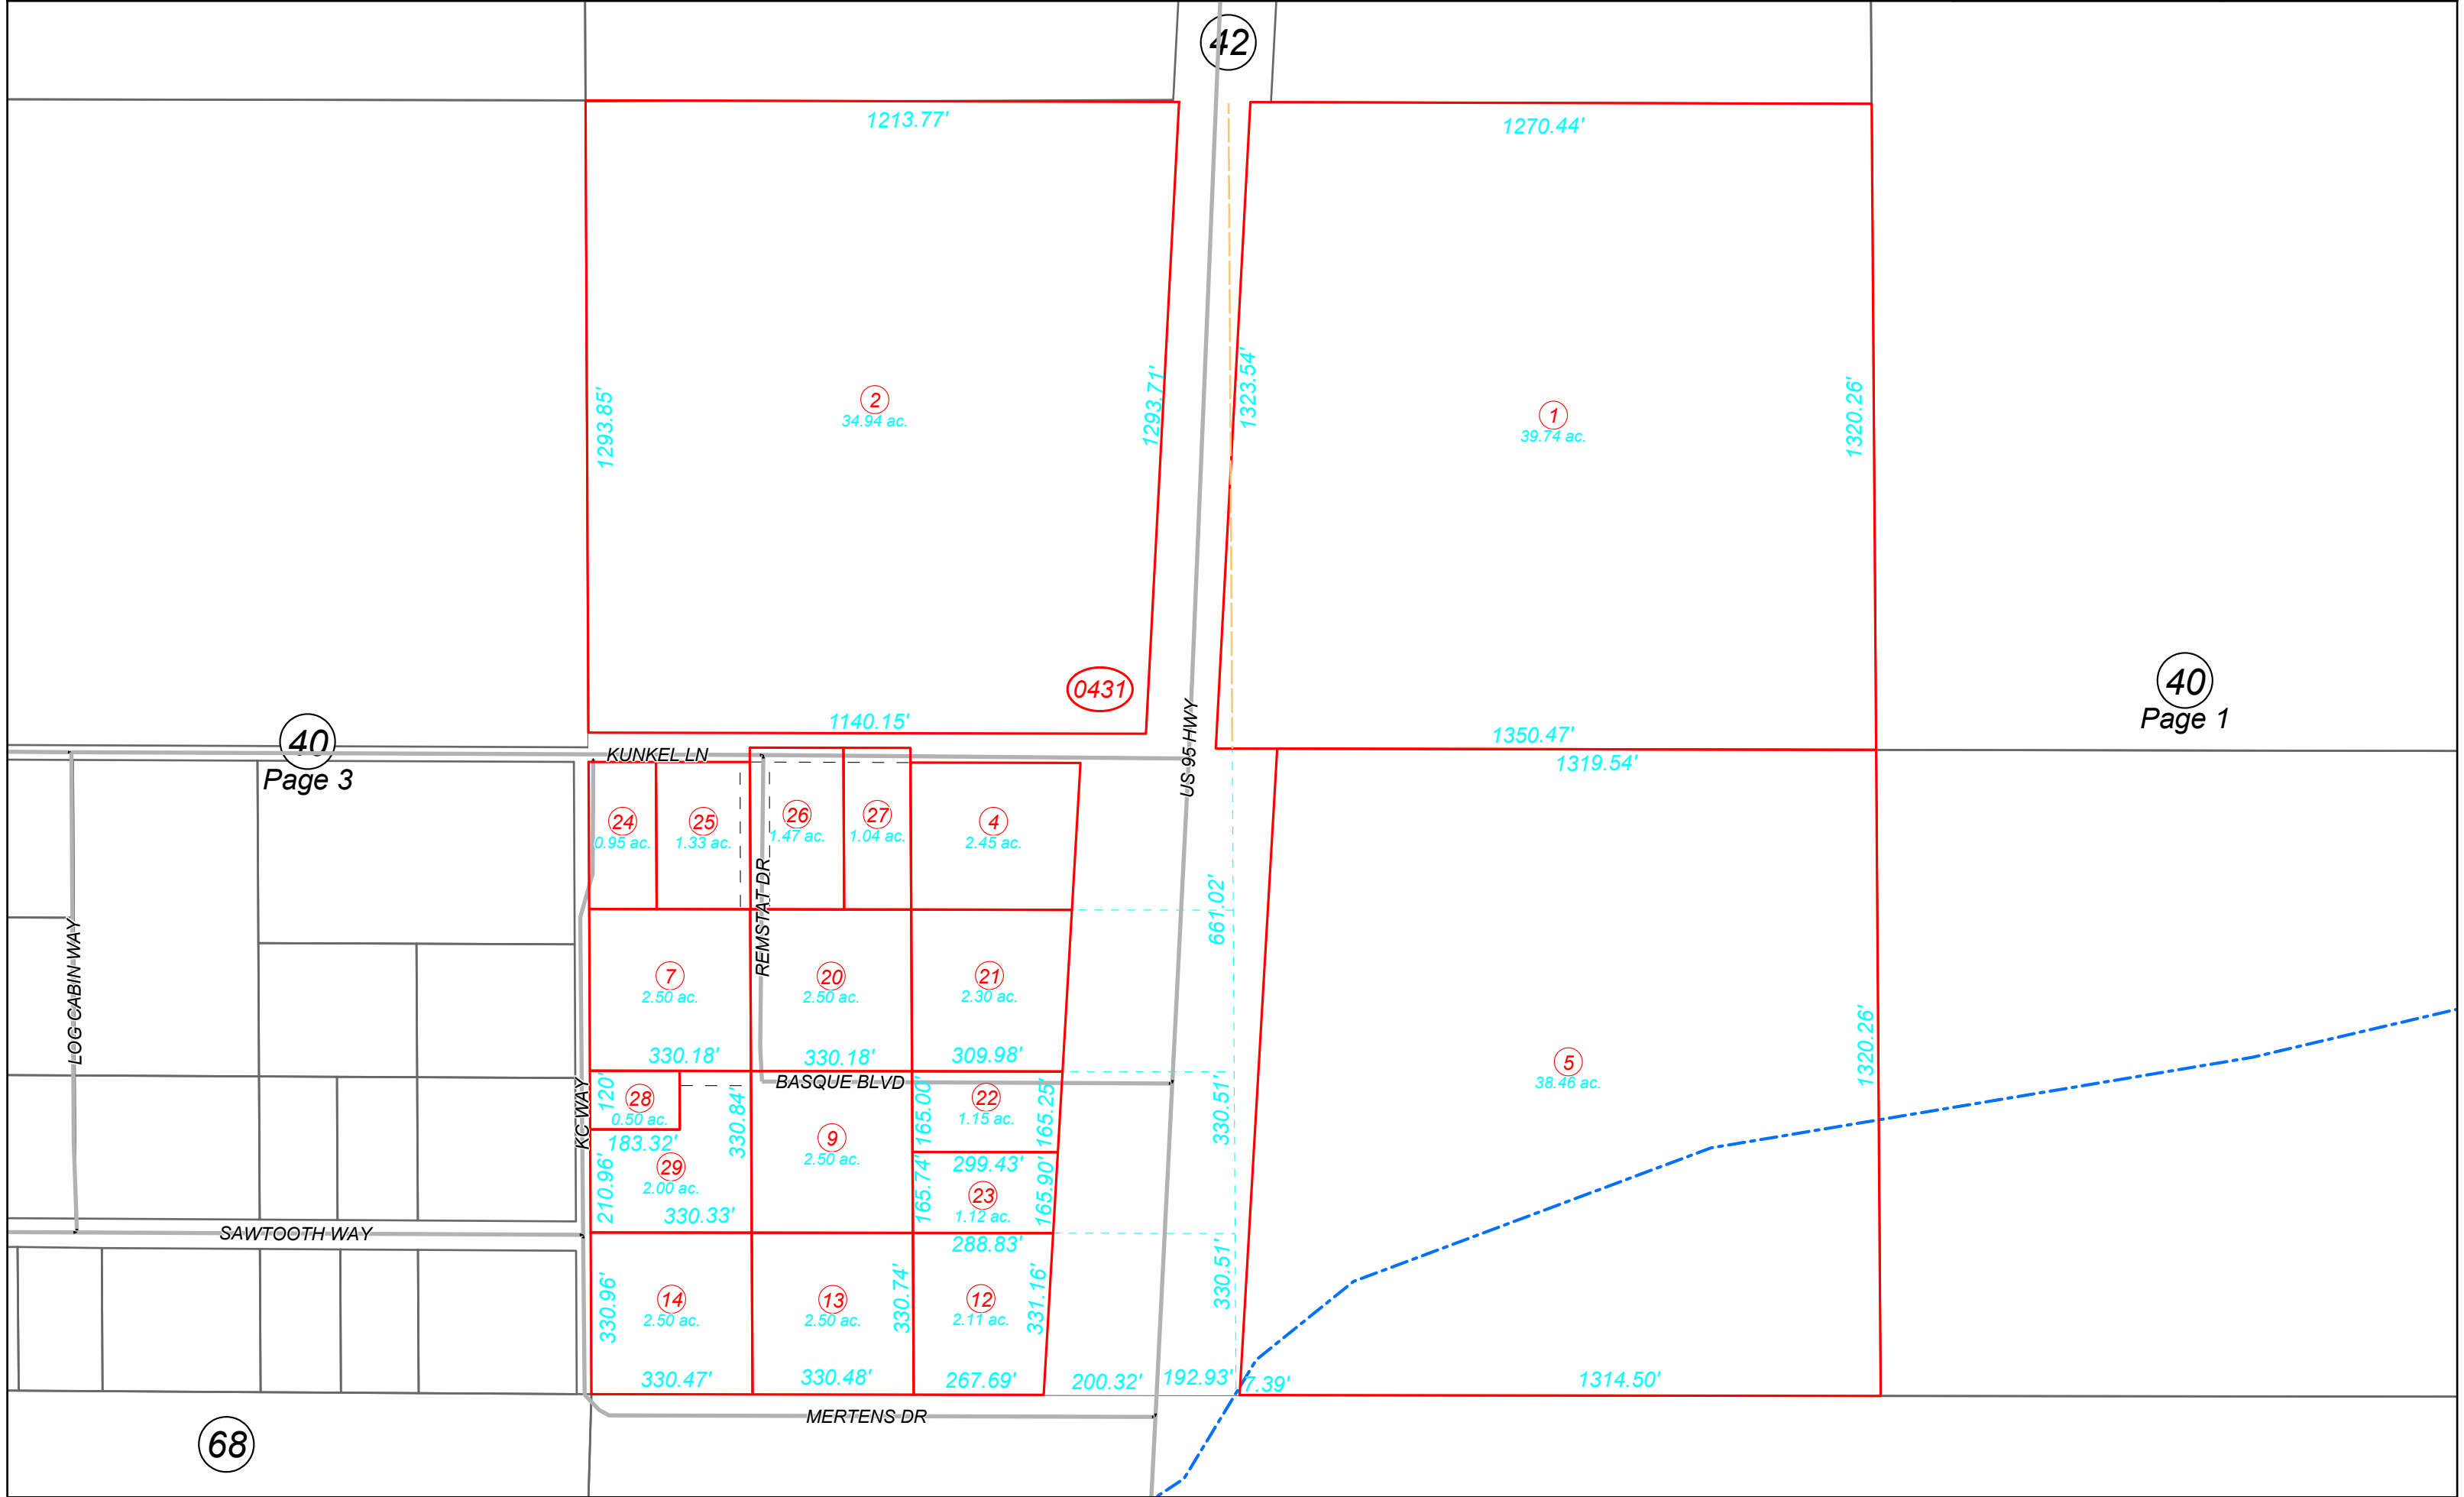 42
1213.77'
1270.44'
1293.85'
2
34.94 ac.
1293.71'
1323.54'
1
39.74 ac.
1320.26'
0431
1140.15'
1350.47'
40
Page 3
40
Page 1
KUNKEL LN
US 95 HWY
1319.54'
24
0.95 ac.
25
1.33 ac.
26
1.47 ac.
27
1.04 ac.
4
2.45 ac.
REMSTAT DR
661.02'
LOG CABIN WAY
7
2.50 ac.
20
2.50 ac.
21
2.30 ac.
330.18'
330.18'
309.98'
5
38.46 ac.
1320.26'
BASQUE BLVD
KC WAY
120'
28
0.50 ac.
183.32'
330.84'
9
2.50 ac.
165.00'
22
1.15 ac.
165.25'
330.51'
299.43'
210.96'
29
2.00 ac.
330.33'
165.74'
23
1.12 ac.
165.90'
SAWTOOTH WAY
288.83'
330.96'
14
2.50 ac.
13
2.50 ac.
330.74'
12
2.11 ac.
331.16'
330.51'
330.47'
330.48'
267.69'
200.32'
192.93'
7.39'
1314.50'
MERTENS DR
68